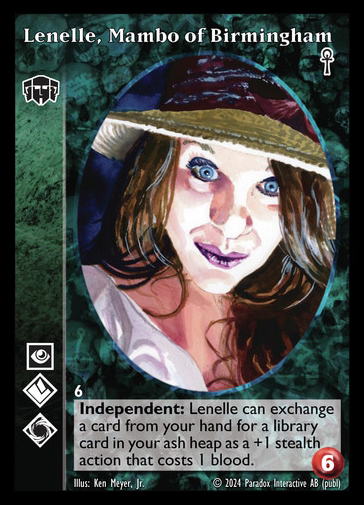 Lenelle, Mambo of Birmingham
6
Independent: Lenelle can exchange
a card from your hand for a library
card in your ash heap as a +1 stealth
action that costs 1 blood.
6
Illus: Ken Meyer, Jr. © 2024 Paradox Interactive AB (publ)